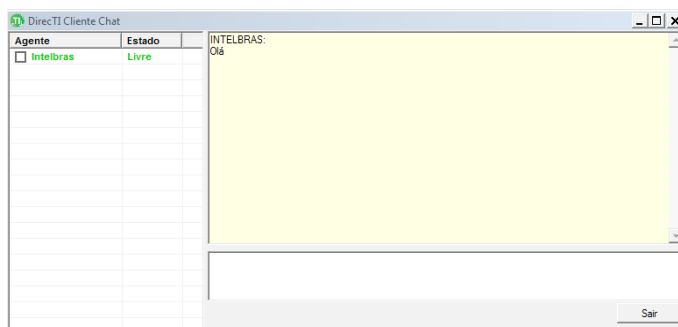 DirecTI Cliente Chat
Agente Estado
Intelbras Livre
INTELBRAS:
Olá
Sair